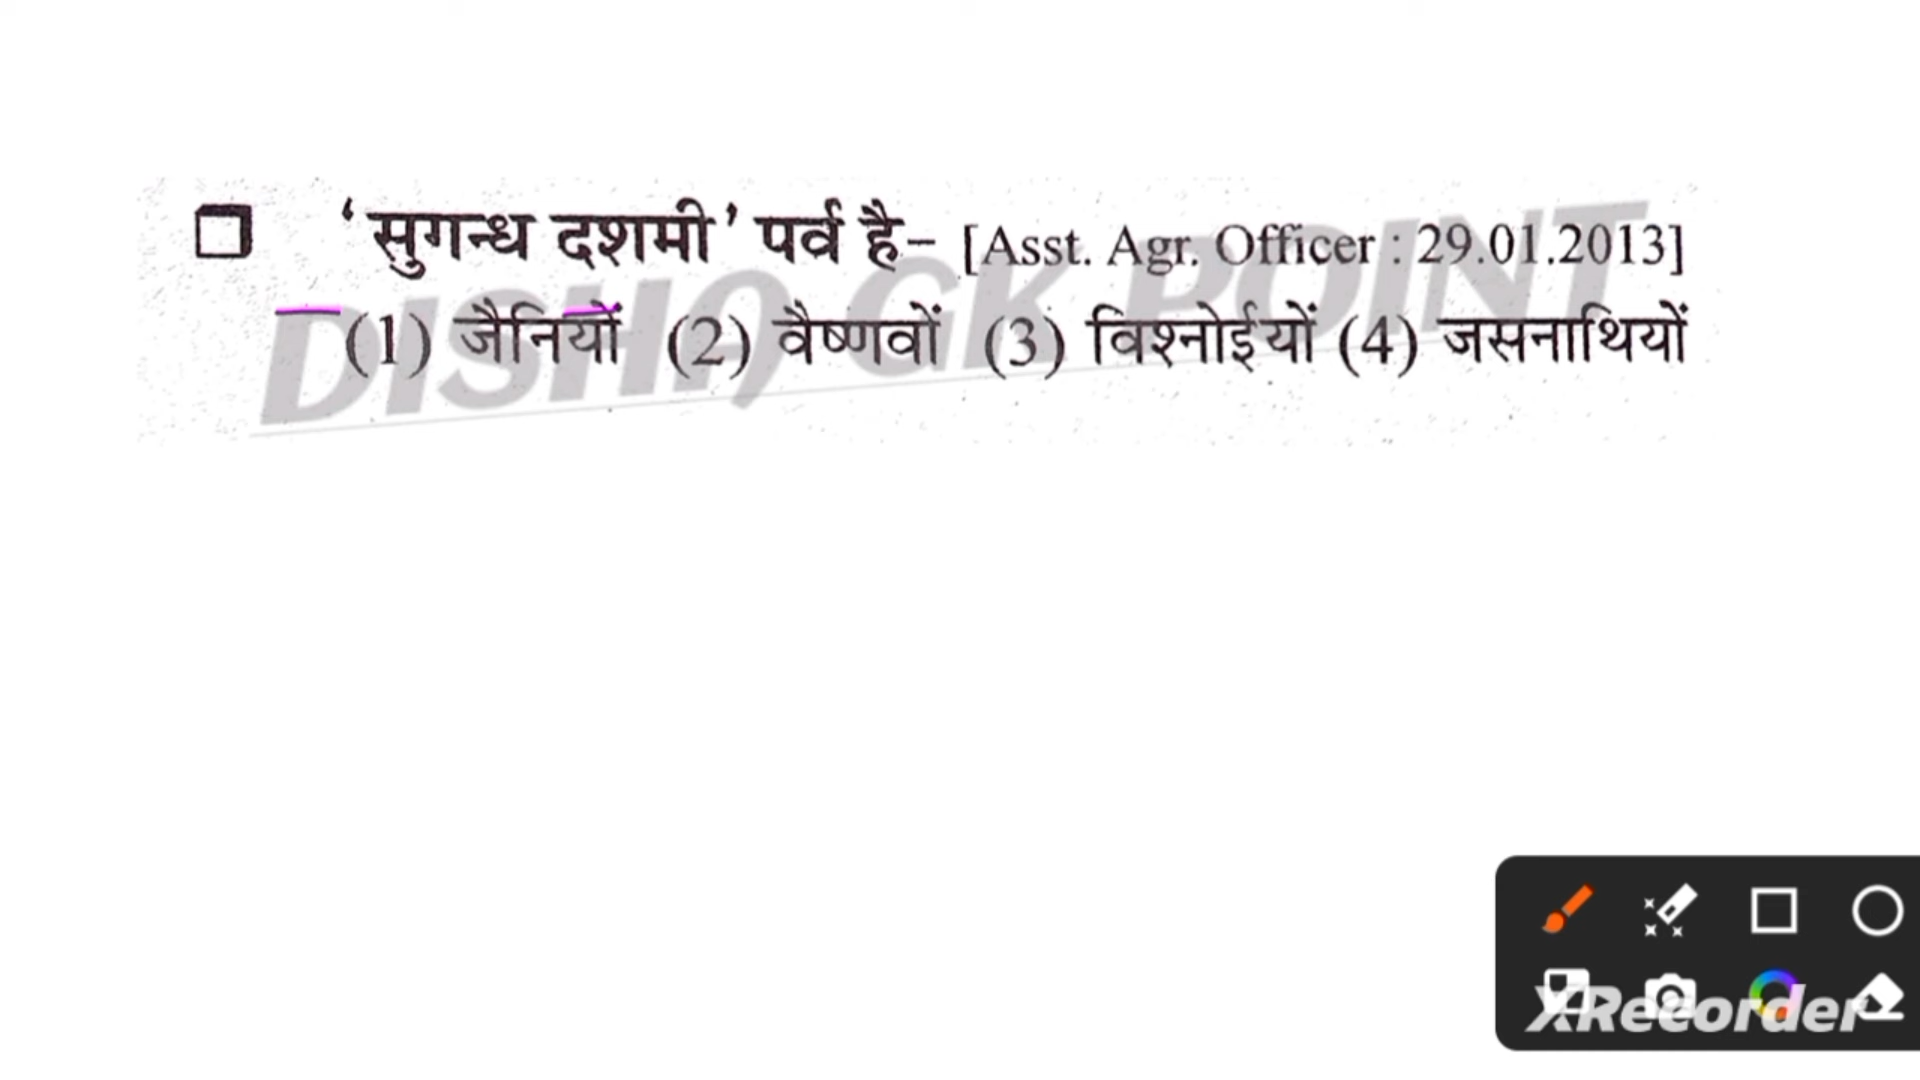 ‘सुगन्ध दशमी’ पर्व है– [Asst. Agr. Officer : 29.01.2013]
(1) जैनियों (2) वैष्णवों (3) विश्नोईयों (4) जसनाथियों
DISHA GK POINT
XRecorder